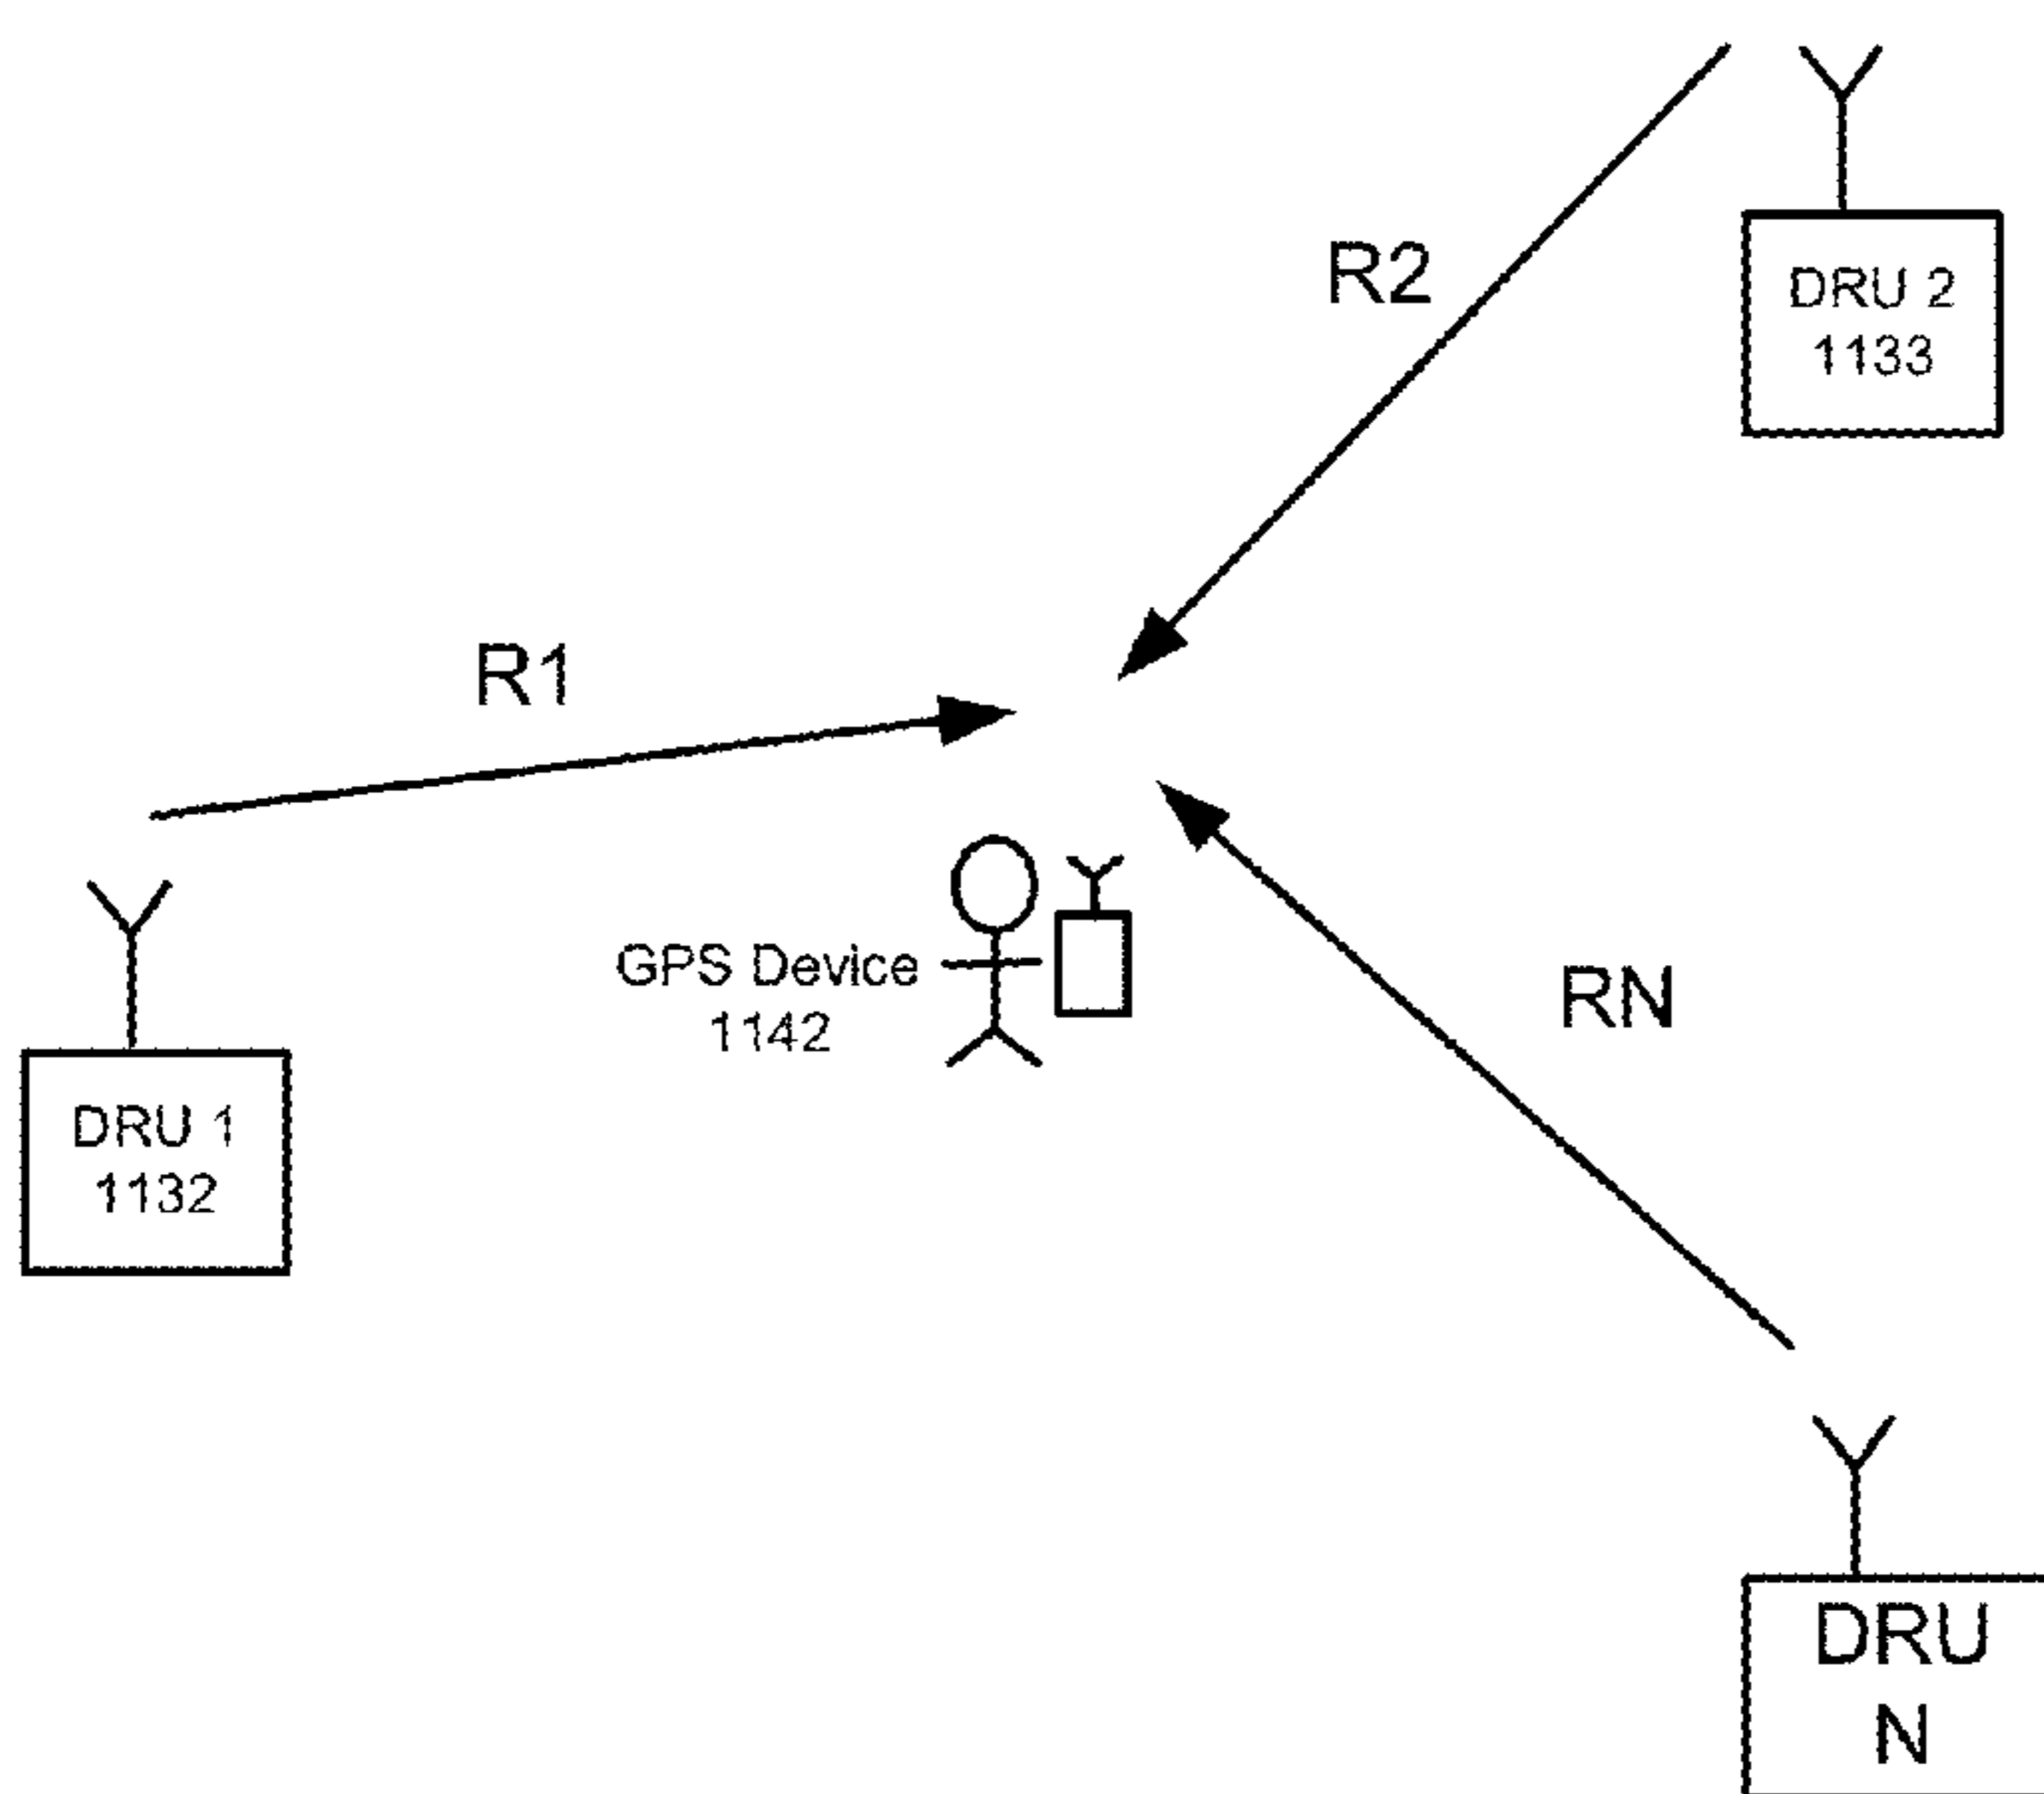 R2
DRU 2
1133
R1
GPS Device
1142
RN
DRU 1
1132
DRU
N